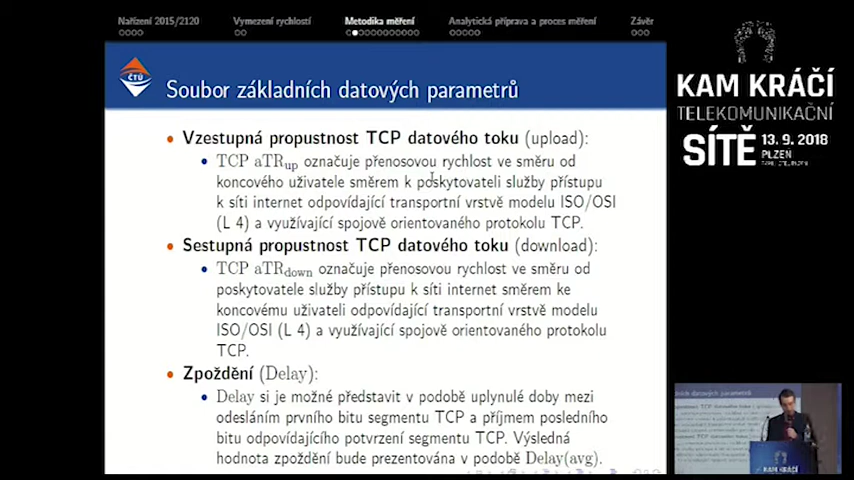 Nařízení 2015/2120 Vymezení rychlostí Metodika měření Analytická příprava a proces měření Závěr
ČTÚ
Soubor základních datových parametrů
Vzestupná propustnost TCP datového toku (upload):
TCP aTRup označuje přenosovou rychlost ve směru od
koncového uživatele směrem k poskytovateli služby přístupu
k síti internet odpovídající transportní vrstvě modelu ISO/OSI
(L 4) a využívající spojově orientovaného protokolu TCP.
Sestupná propustnost TCP datového toku (download):
TCP aTRdown označuje přenosovou rychlost ve směru od
poskytovatele služby přístupu k síti internet směrem ke
koncovému uživateli odpovídající transportní vrstvě modelu
ISO/OSI (L 4) a využívající spojově orientovaného protokolu
TCP.
Zpoždění (Delay):
Delay si je možné představit v podobě uplynulé doby mezi
odesláním prvního bitu segmentu TCP a příjmem posledního
bitu odpovídajícího potvrzení segmentu TCP. Výsledná
hodnota zpoždění bude prezentována v podobě Delay(avg).
KAM KRÁČÍ
TELEKOMUNIKAČNÍ
SÍTĚ 13. 9. 2018
PLZEŇ
KAM KRÁČÍ